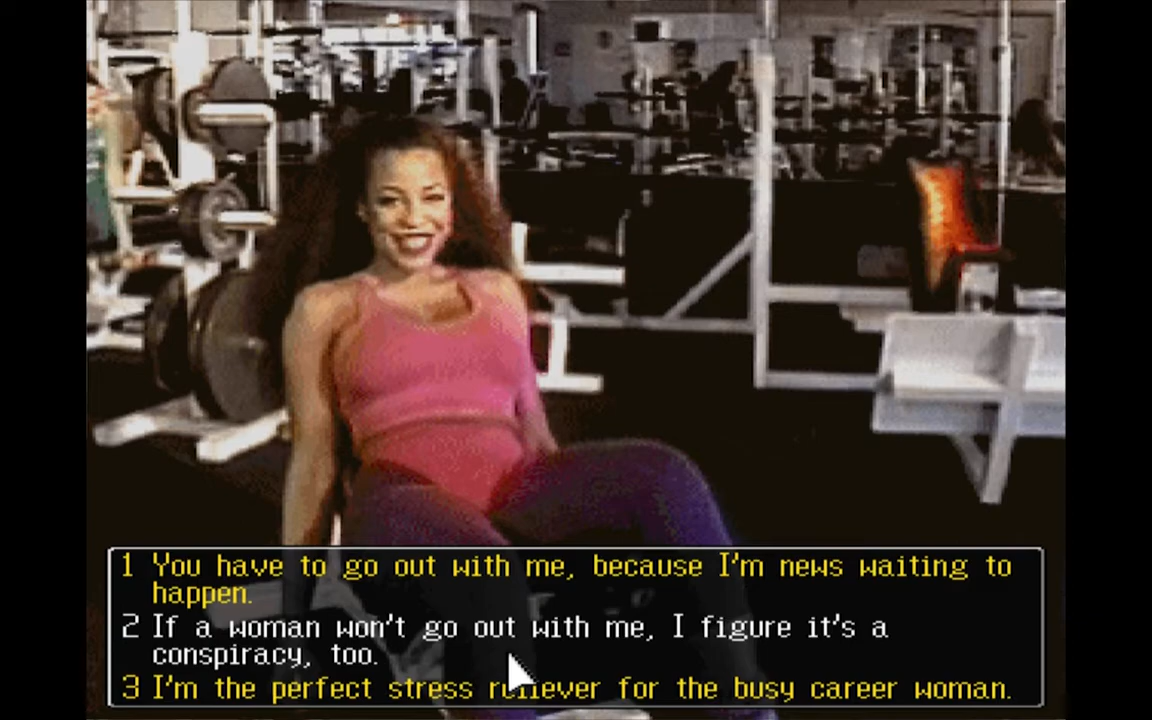 1 You have to go out with me, because I'm news waiting to
happen.
2 If a woman won't go out with me, I figure it's a
conspiracy, too.
3 I'm the perfect stress reliever for the busy career woman.